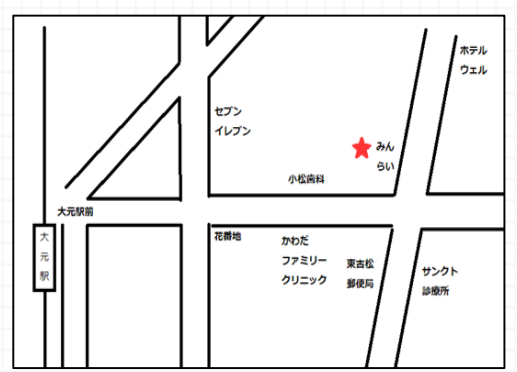 ホテル
ウェル
セブン
イレブン
みん
らい
小松歯科
大元駅前
大元駅
花番地
かわだ
ファミリー
クリニック
東古松
郵便局
サンクト
診療所